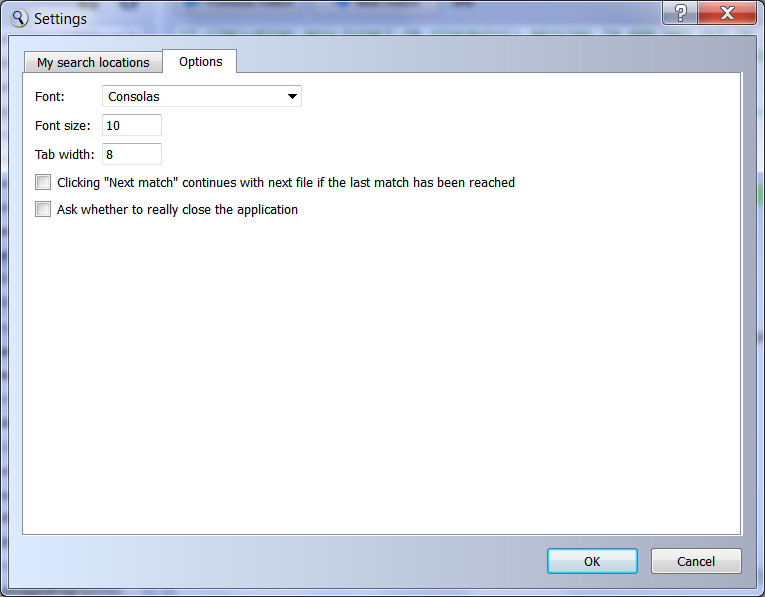 Settings
?
My search locations
Options
Font: Consolas
Font size: 10
Tab width: 8
Clicking "Next match" continues with next file if the last match has been reached
Ask whether to really close the application
OK
Cancel